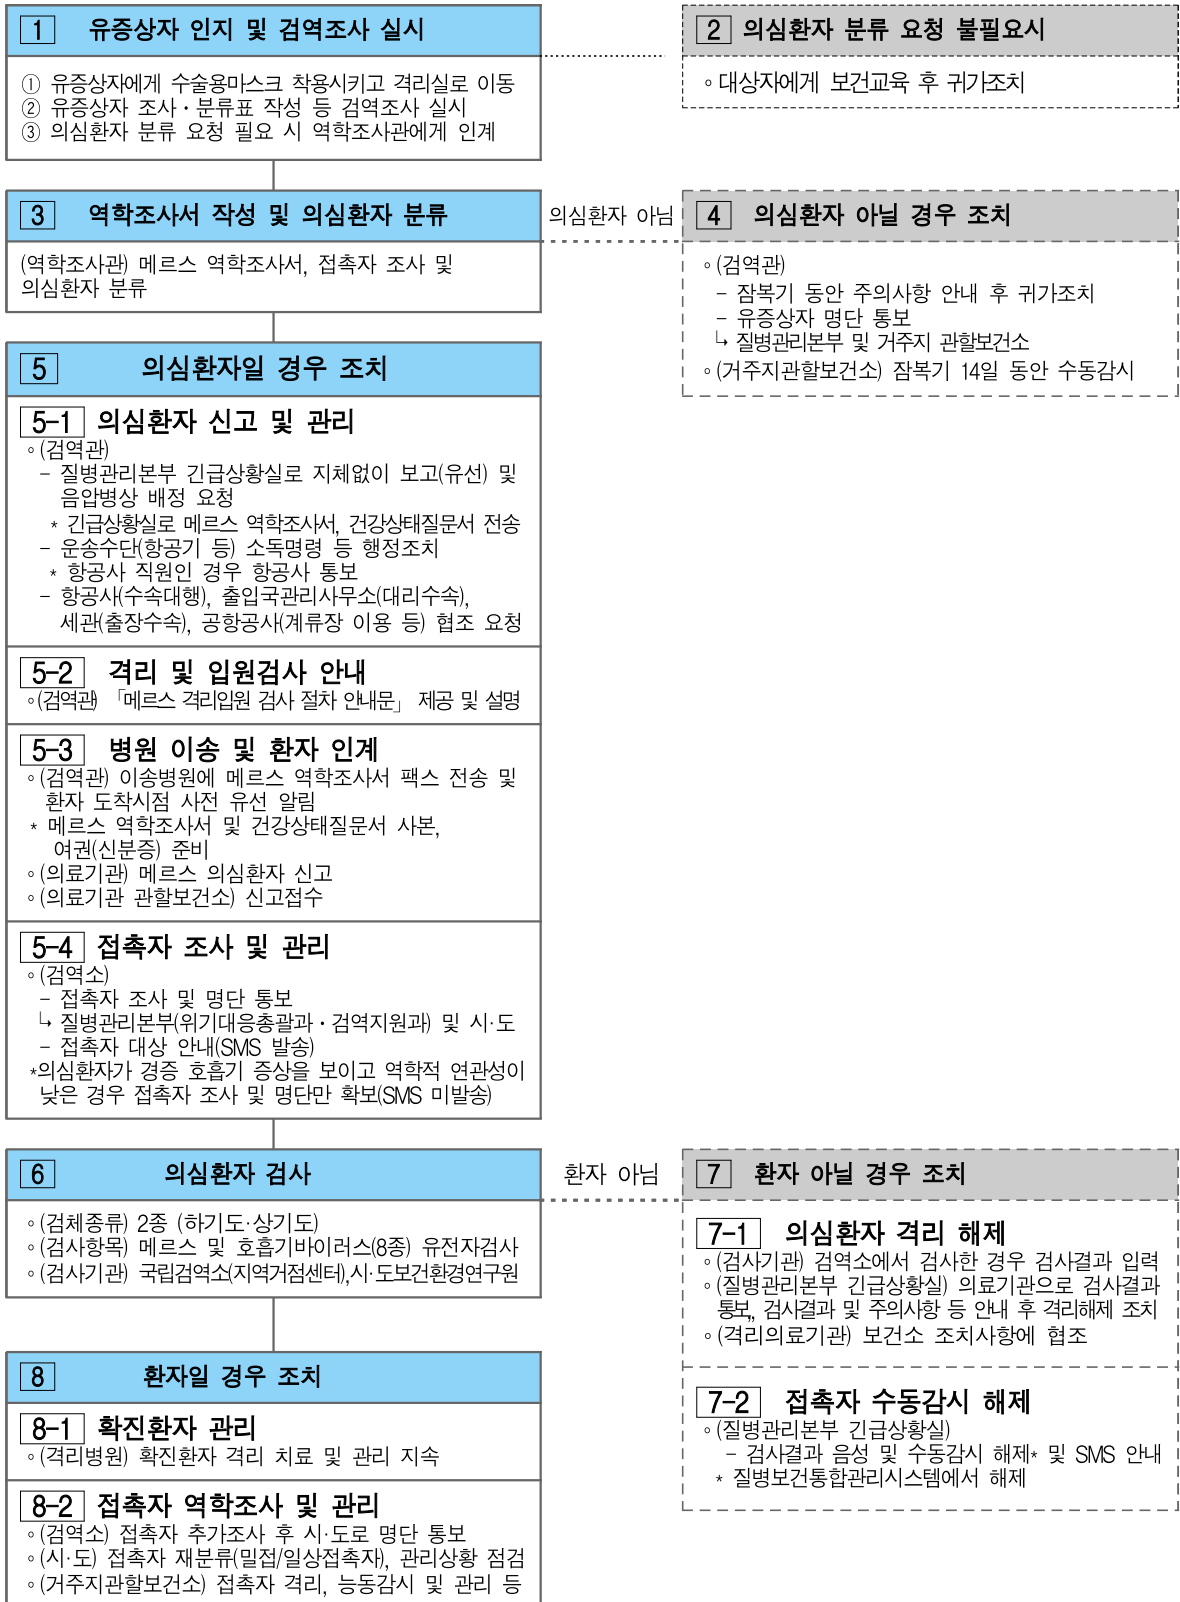 1 유증상자 인지 및 검역조사 실시
① 유증상자에게 수술용마스크 착용시키고 격리실로 이동
② 유증상자 조사·분류표 작성 등 검역조사 실시
③ 의심환자 분류 요청 필요 시 역학조사관에게 인계
2 의심환자 분류 요청 불필요시
◦대상자에게 보건교육 후 귀가조치
3 역학조사서 작성 및 의심환자 분류
(역학조사관) 메르스 역학조사서, 접촉자 조사 및
의심환자 분류
의심환자 아님
4 의심환자 아닐 경우 조치
◦(검역관)
- 잠복기 동안 주의사항 안내 후 귀가조치
- 유증상자 명단 통보
↳ 질병관리본부 및 거주지 관할보건소
◦(거주지관할보건소) 잠복기 14일 동안 수동감시
5 의심환자일 경우 조치
5-1 의심환자 신고 및 관리
◦(검역관)
- 질병관리본부 긴급상황실로 지체없이 보고(유선) 및
음압병상 배정 요청
* 긴급상황실로 메르스 역학조사서, 건강상태질문서 전송
- 운송수단(항공기 등) 소독명령 등 행정조치
* 항공사 직원인 경우 항공사 통보
- 항공사(수속대행), 출입국관리사무소(대리수속),
세관(출장수속), 공항공사(계류장 이용 등) 협조 요청
5-2 격리 및 입원검사 안내
◦(검역관) 「메르스 격리입원 검사 절차 안내문」 제공 및 설명
5-3 병원 이송 및 환자 인계
◦(검역관) 이송병원에 메르스 역학조사서 팩스 전송 및
환자 도착시점 사전 유선 알림
* 메르스 역학조사서 및 건강상태질문서 사본,
여권(신분증) 준비
◦(의료기관) 메르스 의심환자 신고
◦(의료기관 관할보건소) 신고접수
5-4 접촉자 조사 및 관리
◦(검역소)
- 접촉자 조사 및 명단 통보
↳ 질병관리본부(위기대응총괄과·검역지원과) 및 시·도
- 접촉자 대상 안내(SMS 발송)
*의심환자가 경증 호흡기 증상을 보이고 역학적 연관성이
낮은 경우 접촉자 조사 및 명단만 확보(SMS 미발송)
6 의심환자 검사
◦(검체종류) 2종 (하기도·상기도)
◦(검사항목) 메르스 및 호흡기바이러스(8종) 유전자검사
◦(검사기관) 국립검역소(지역거점센터),시·도보건환경연구원
환자 아님
7 환자 아닐 경우 조치
7-1 의심환자 격리 해제
◦(검사기관) 검역소에서 검사한 경우 검사결과 입력
◦(질병관리본부 긴급상황실) 의료기관으로 검사결과
통보, 검사결과 및 주의사항 등 안내 후 격리해제 조치
◦(격리의료기관) 보건소 조치사항에 협조
7-2 접촉자 수동감시 해제
◦(질병관리본부 긴급상황실)
- 검사결과 음성 및 수동감시 해제* 및 SMS 안내
* 질병보건통합관리시스템에서 해제
8 환자일 경우 조치
8-1 확진환자 관리
◦(격리병원) 확진환자 격리 치료 및 관리 지속
8-2 접촉자 역학조사 및 관리
◦(검역소) 접촉자 추가조사 후 시·도로 명단 통보
◦(시·도) 접촉자 재분류(밀접/일상접촉자), 관리상황 점검
◦(거주지관할보건소) 접촉자 격리, 능동감시 및 관리 등